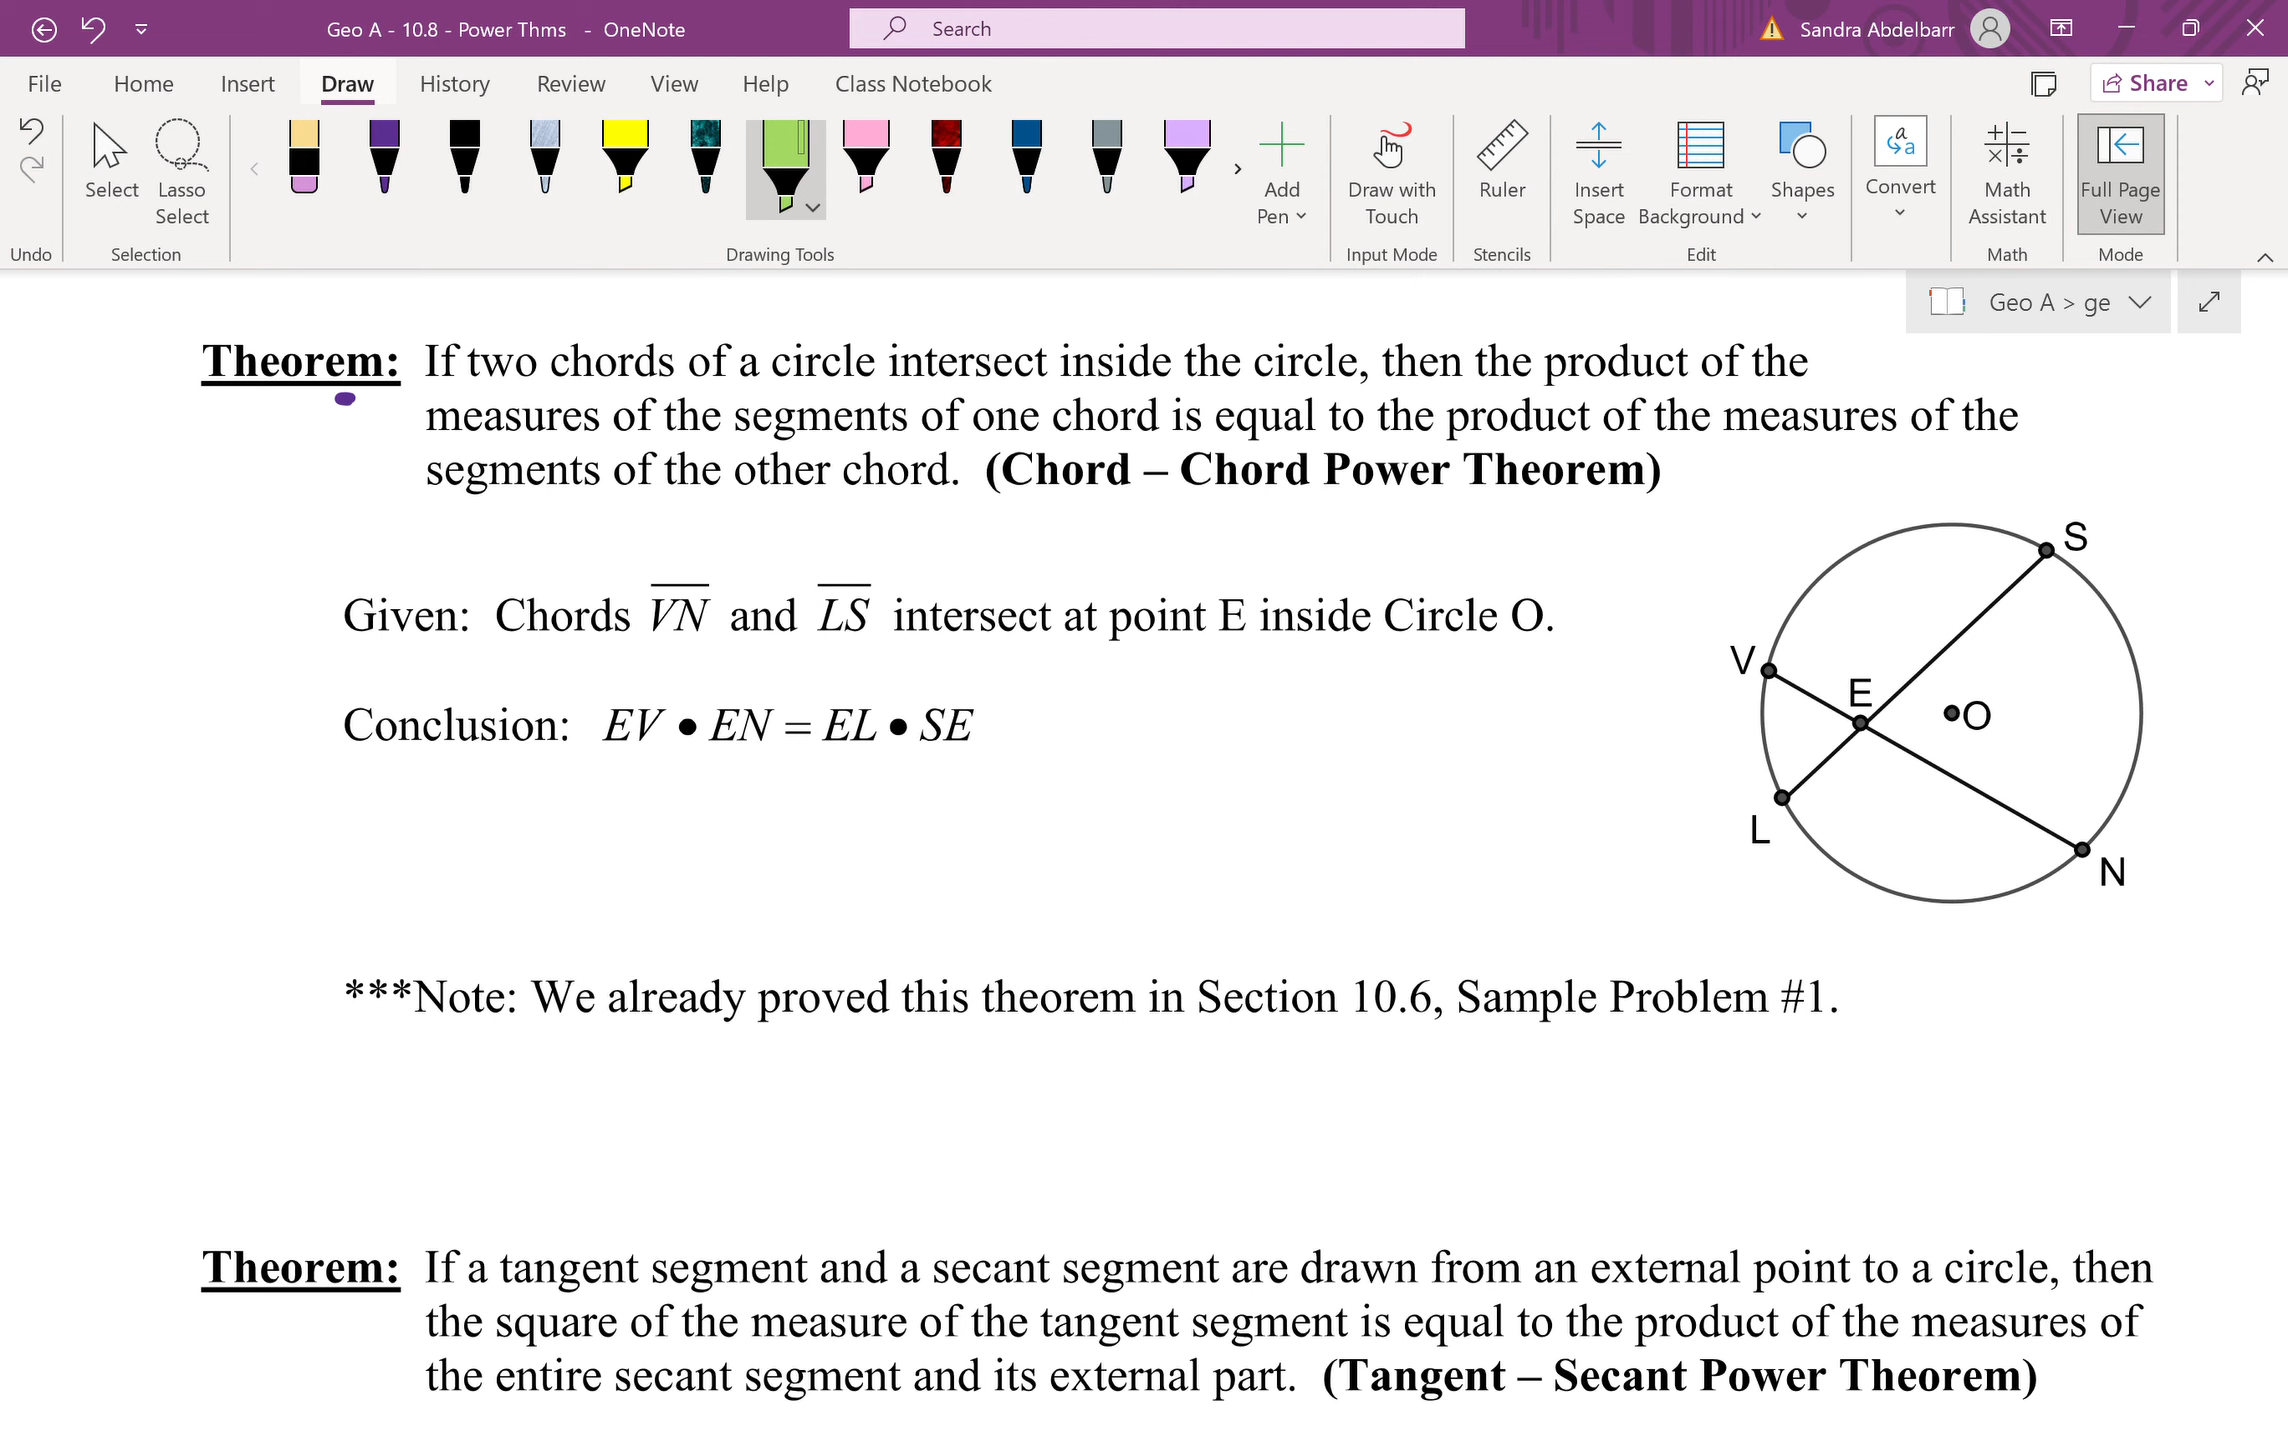 Geo A - 10.8 - Power Thms - OneNote
Search
Sandra Abdelbarr
File Home Insert Draw History Review View Help Class Notebook
Share
Select
Lasso Select
Add Pen
Draw with Touch
Ruler
Insert Space
Format Background
Shapes
Convert
Math Assistant
Full Page View
Undo Selection Drawing Tools Input Mode Stencils Edit Math Mode
Geo A > ge
Theorem: If two chords of a circle intersect inside the circle, then the product of the
measures of the segments of one chord is equal to the product of the measures of the
segments of the other chord. (Chord – Chord Power Theorem)
Given: Chords V̅N̅ and L̅S̅ intersect at point E inside Circle O.
Conclusion: EV • EN = EL • SE
S
V
E
O
L
N
***Note: We already proved this theorem in Section 10.6, Sample Problem #1.
Theorem: If a tangent segment and a secant segment are drawn from an external point to a circle, then
the square of the measure of the tangent segment is equal to the product of the measures of
the entire secant segment and its external part. (Tangent – Secant Power Theorem)